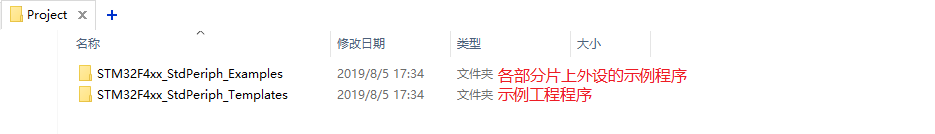 Project
名称 修改日期 类型 大小
STM32F4xx_StdPeriph_Examples 2019/8/5 17:34 文件夹 各部分片上外设的示例程序
STM32F4xx_StdPeriph_Templates 2019/8/5 17:34 文件夹 示例工程程序